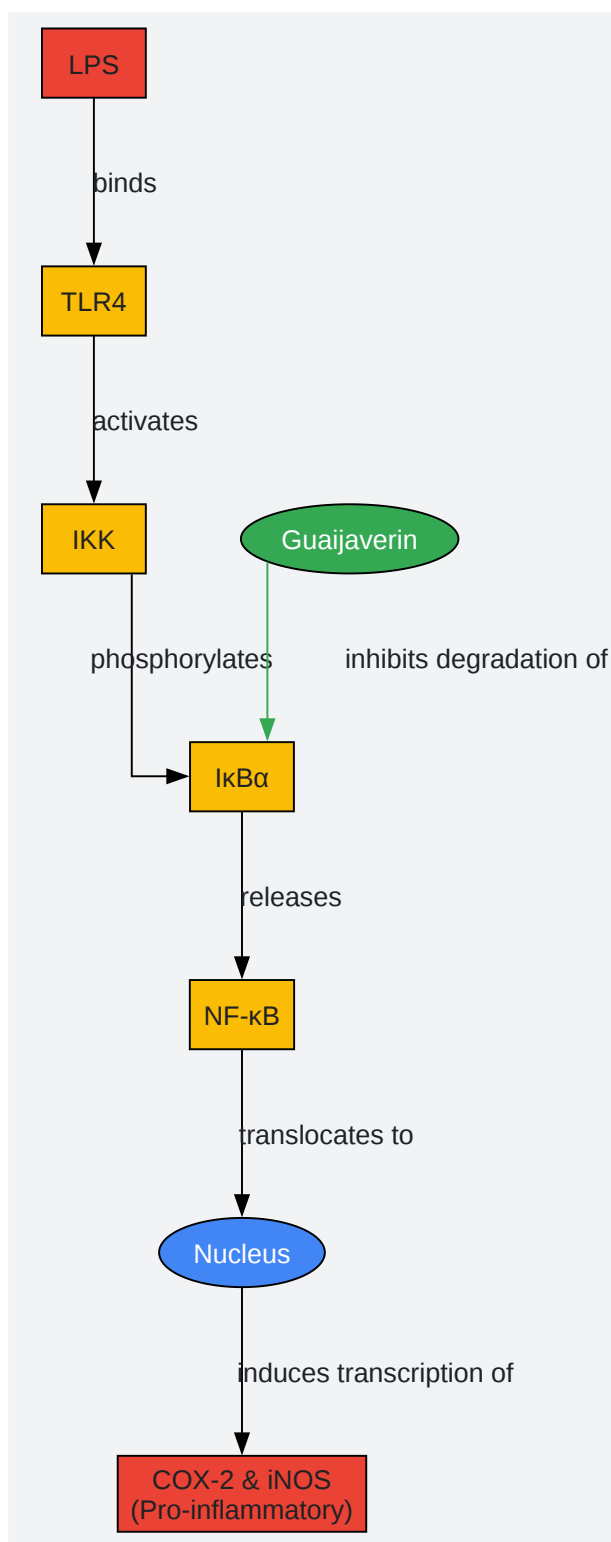 LPS
binds
TLR4
activates
IKK
Guaijaverin
phosphorylates
inhibits degradation of
IκBα
releases
NF-κB
translocates to
Nucleus
induces transcription of
COX-2 & iNOS
(Pro-inflammatory)